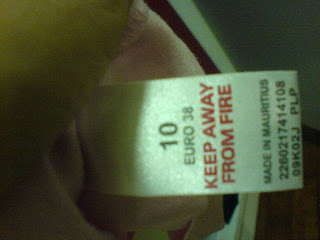 10
EURO 38
KEEP AWAY
FROM FIRE
MADE IN MAURITIUS
2260217414108
09K02J PLP